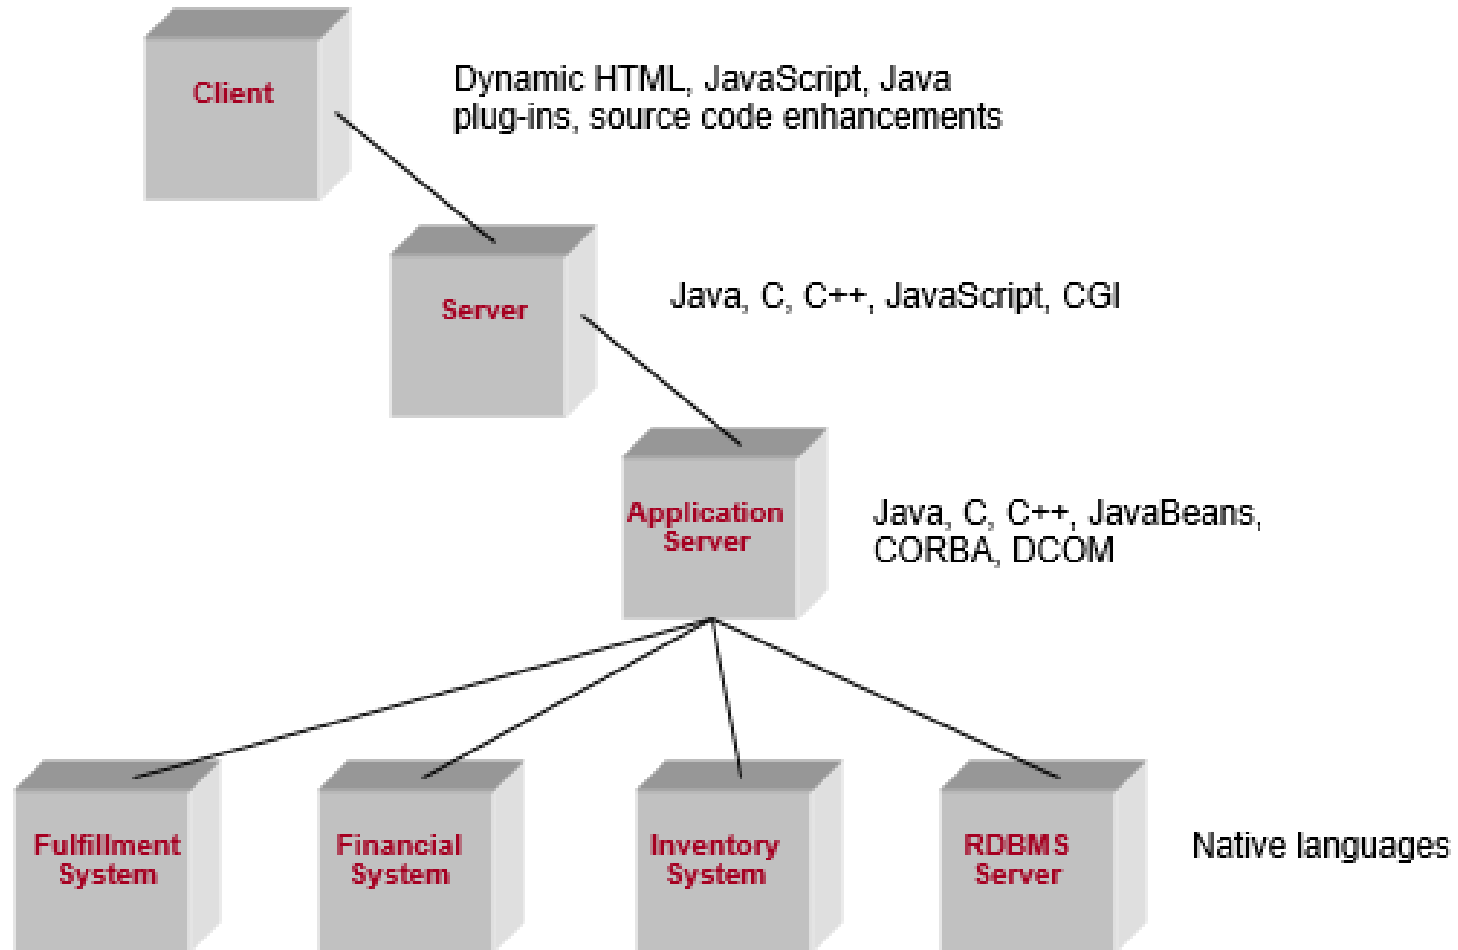 Client
Dynamic HTML, JavaScript, Java
plug-ins, source code enhancements
Server
Java, C, C++, JavaScript, CGI
Application
Server
Java, C, C++, JavaBeans,
CORBA, DCOM
Fulfillment
System
Financial
System
Inventory
System
RDBMS
Server
Native languages